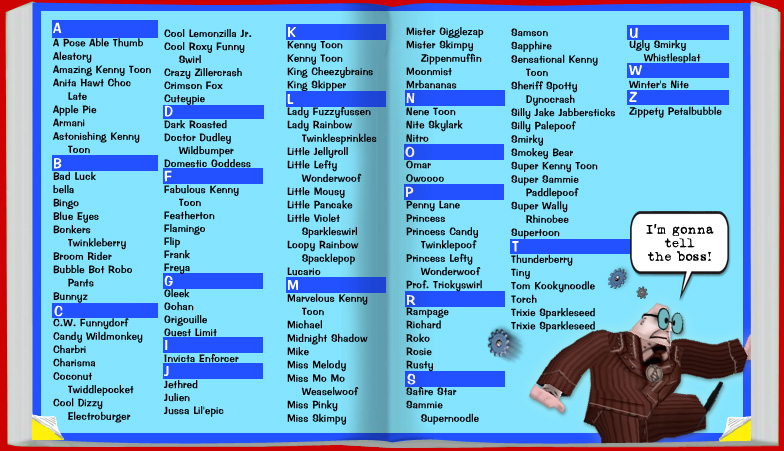 A
A Pose Able Thumb
Aleatory
Amazing Kenny Toon
Anita Hawt Choc
Late
Apple Pie
Armani
Astonishing Kenny
Toon
B
Bad Luck
bella
Bingo
Blue Eyes
Bonkers
Twinkleberry
Broom Rider
Bubble Bot Robo
Pants
Bunnyz
C
C.W. Funnydorf
Candy Wildmonkey
Charbri
Charisma
Coconut
Twiddlepocket
Cool Dizzy
Electroburger
Cool Lemonzilla Jr.
Cool Roxy Funny
Swirl
Crazy Zillercrash
Crimson Fox
Cuteypie
D
Dark Roasted
Doctor Dudley
Wildbumper
Domestic Goddess
F
Fabulous Kenny
Toon
Featherton
Flamingo
Flip
Frank
Freya
G
Gleek
Gohan
Grigouille
Guest Limit
I
Invicta Enforcer
J
Jethred
Julien
Jussa Lil'epic
K
Kenny Toon
Kenny Toon
King Cheezybrains
King Skipper
L
Lady Fuzzyfussen
Lady Rainbow
Twinklesprinkles
Little Jellyroll
Little Lefty
Wonderwoof
Little Mousy
Little Pancake
Little Violet
Sparkleswirl
Loopy Rainbow
Spacklepop
Lucario
M
Marvelous Kenny
Toon
Michael
Midnight Shadow
Mike
Miss Melody
Miss Mo Mo
Weaselwoof
Miss Pinky
Miss Skimpy
Mister Gigglezap
Mister Skimpy
Zippenmuffin
Moonmist
Mrbananas
N
Nene Toon
Nite Skylark
Nitro
O
Omar
Owoooo
P
Penny Lane
Princess
Princess Candy
Twinklepoof
Princess Lefty
Wonderwoof
Prof. Trickyswirl
R
Rampage
Richard
Roko
Rosie
Rusty
S
Safire Star
Sammie
Supernoodle
Samson
Sapphire
Sensational Kenny
Toon
Sheriff Spotty
Dynocrash
Silly Jake Jabbersticks
Silly Palepoof
Smirky
Smokey Bear
Super Kenny Toon
Super Sammie
Paddlepoof
Super Wally
Rhinobee
Supertoon
T
Thunderberry
Tiny
Tom Kookynoodle
Torch
Trixie Sparkleseed
Trixie Sparkleseed
U
Ugly Smirky
Whistlesplat
W
Winter's Nite
Z
Zippety Petalbubble
I'm gonna
tell
the boss!